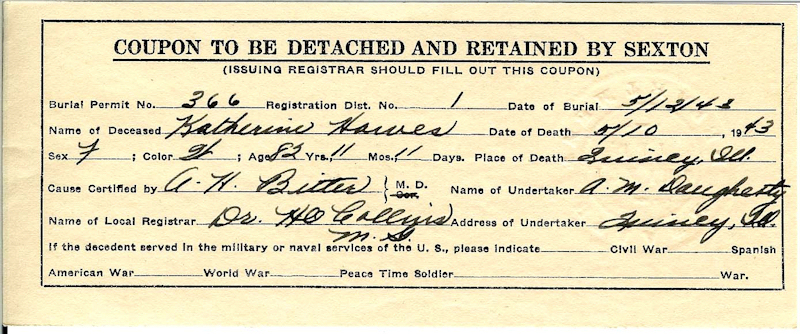 COUPON TO BE DETACHED AND RETAINED BY SEXTON
(ISSUING REGISTRAR SHOULD FILL OUT THIS COUPON)
Burial Permit No. 366 Registration Dist. No. 1 Date of Burial 5/12/43
Name of Deceased Katherine Hawes Date of Death 5/10, 1943
Sex F; Color W; Age 82 Yrs., 11 Mos., 11 Days. Place of Death Quincy, Ill.
Cause Certified by A. H. Bitter { M. D. Cor. } Name of Undertaker A. M. Daugherty
Name of Local Registrar Dr. H O Collins Address of Undertaker Quincy, Ill.
If the decedent served in the military or naval services of the U. S., please indicate Civil War Spanish
American War World War Peace Time Soldier War.